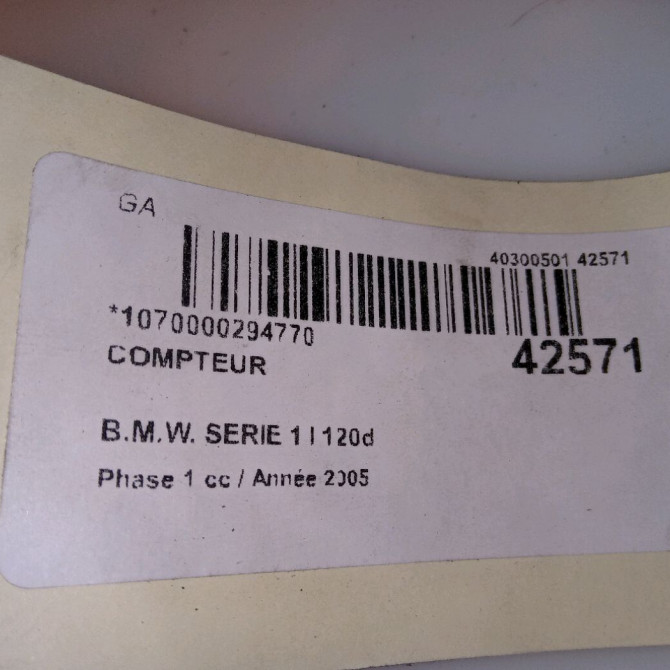 GA
40300501 42571
*1070000294770
42571
COMPTEUR
B.M.W. SERIE 1 I 120d
Phase 1 cc / Année 2005